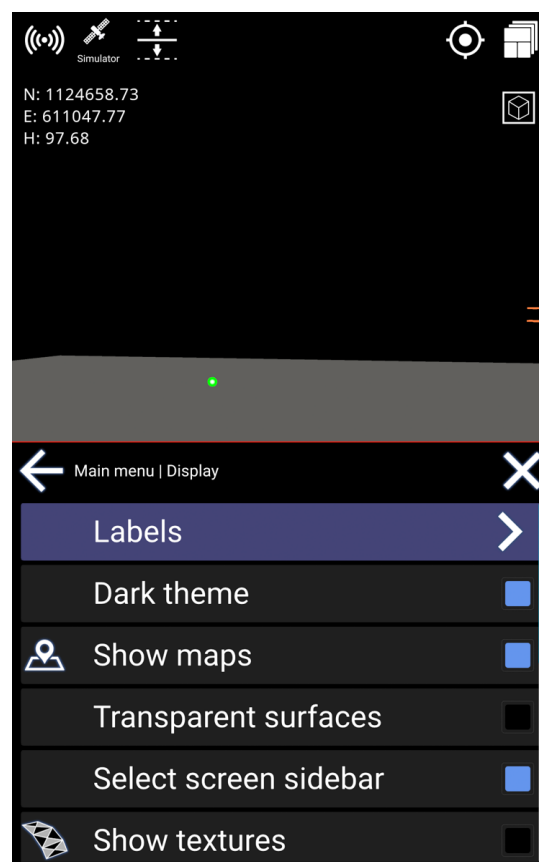 Simulator
N: 1124658.73
E: 611047.77
H: 97.68
Main menu | Display
Labels
Dark theme
Show maps
Transparent surfaces
Select screen sidebar
Show textures